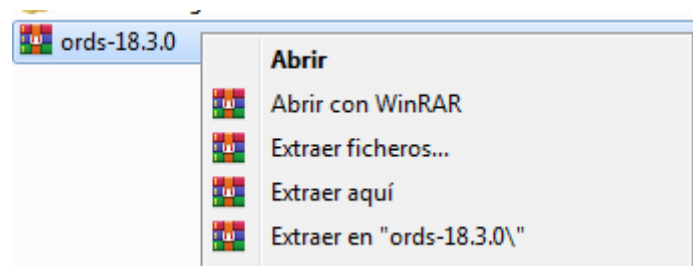 ords-18.3.0
Abrir
Abrir con WinRAR
Extraer ficheros...
Extraer aquí
Extraer en "ords-18.3.0\"